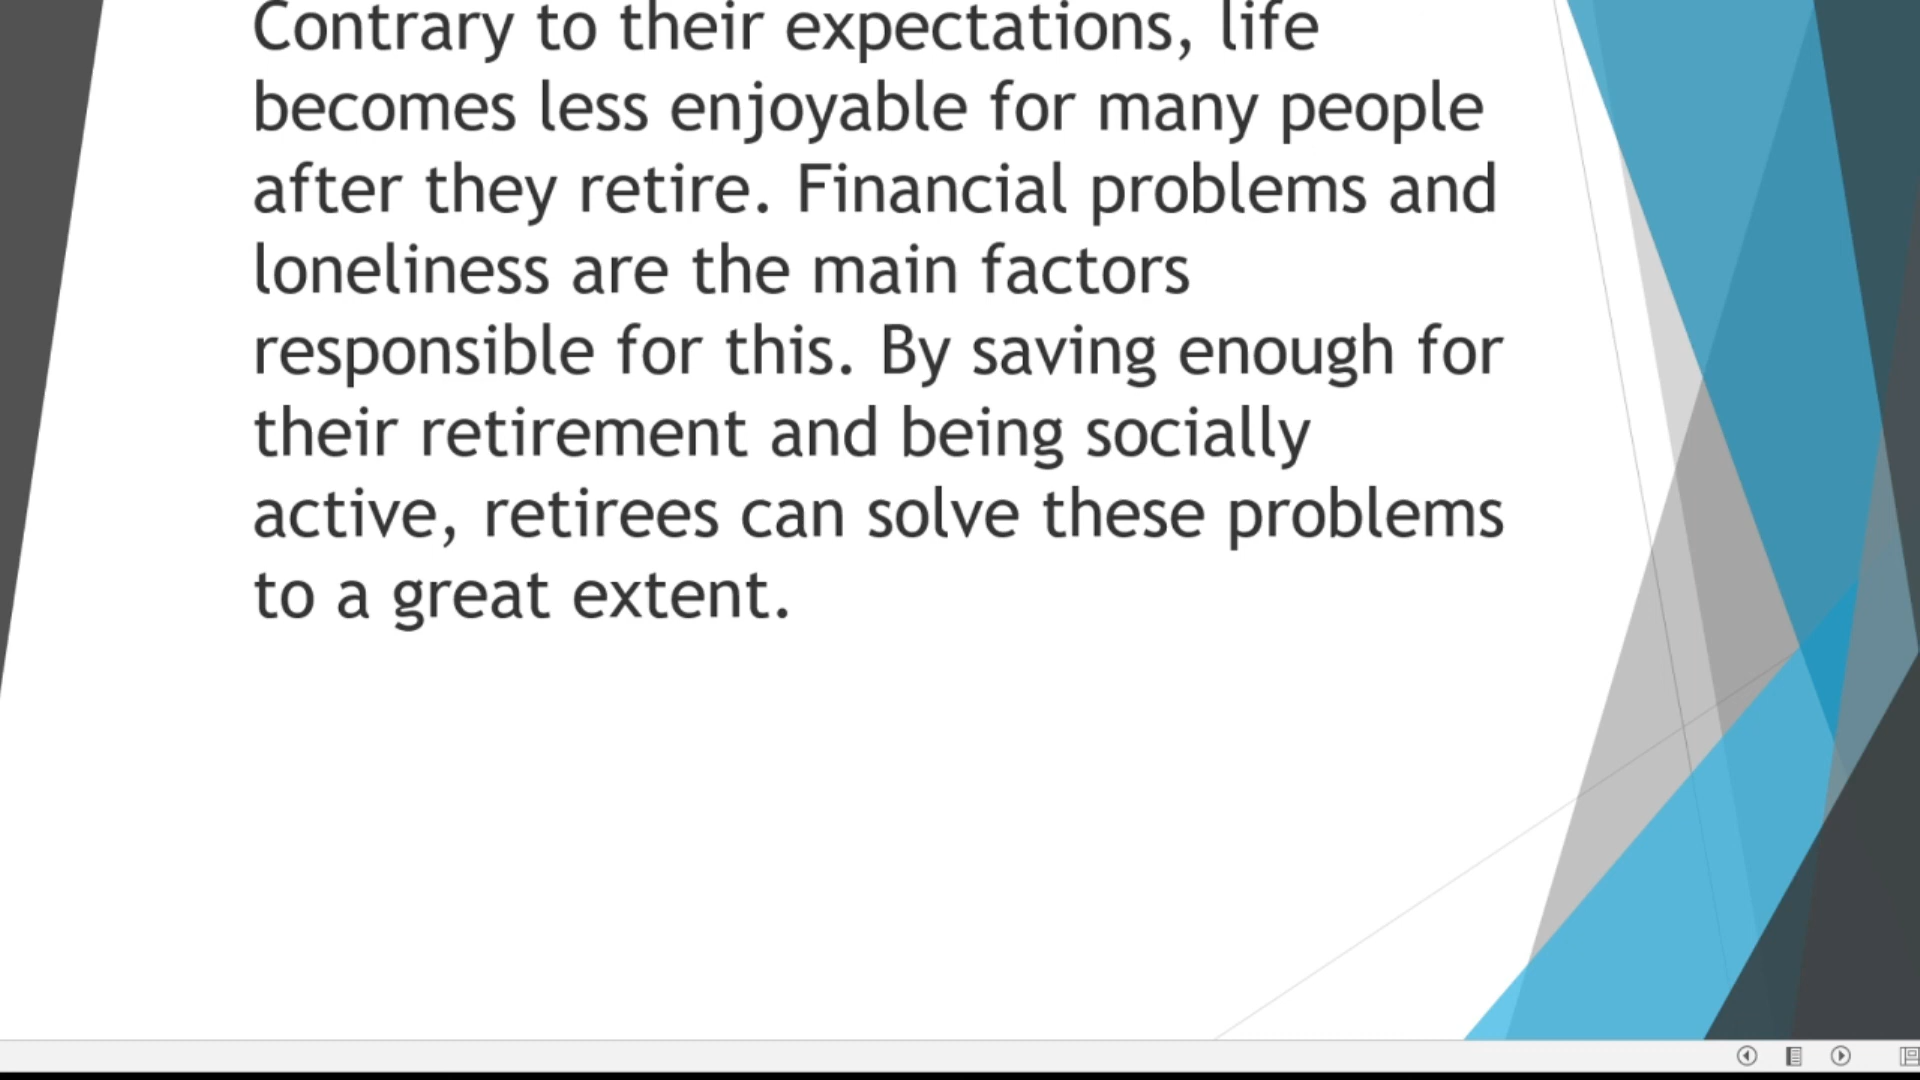 Contrary to their expectations, life
becomes less enjoyable for many people
after they retire. Financial problems and
loneliness are the main factors
responsible for this. By saving enough for
their retirement and being socially
active, retirees can solve these problems
to a great extent.